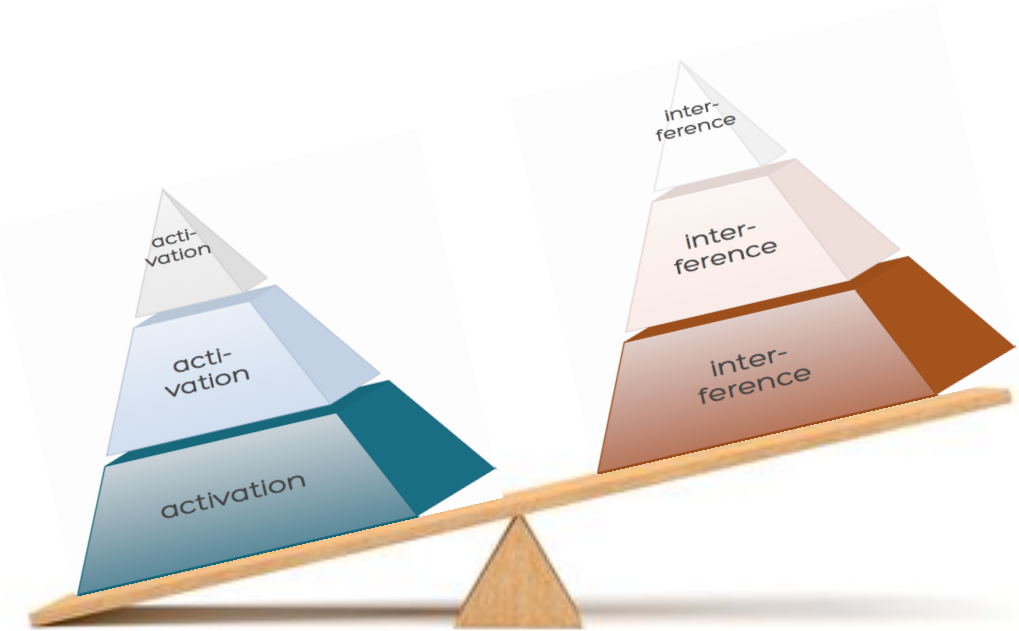 acti-
vation
acti-
vation
activation
inter-
ference
inter-
ference
inter-
ference